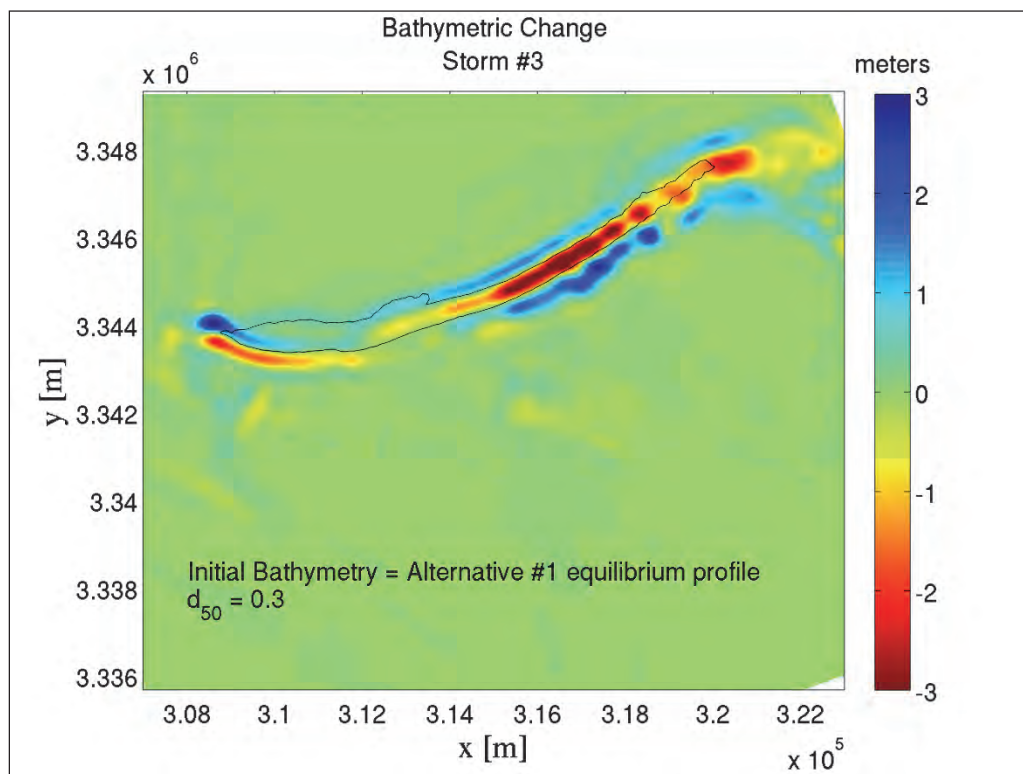 Bathymetric Change
Storm #3
x 10^6
meters
3.348
3.346
3.344
3.342
3.34
3.338
3.336
y [m]
3
2
1
0
-1
-2
-3
Initial Bathymetry = Alternative #1 equilibrium profile
d_50 = 0.3
3.08
3.1
3.12
3.14
3.16
3.18
3.2
3.22
x [m]
x 10^5